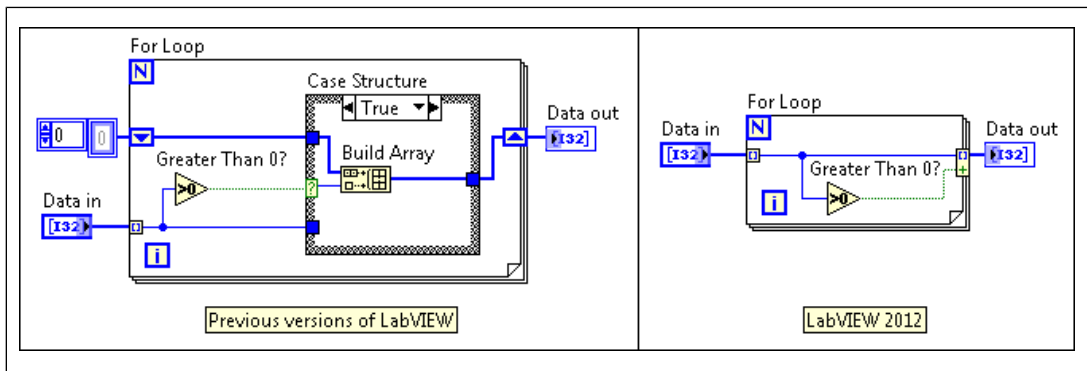 For Loop
N
Case Structure
True
0
0
Data out
I32
Build Array
Greater Than 0?
>0
?
Data in
I32
i
Previous versions of LabVIEW
For Loop
N
Data in
I32
Data out
I32
Greater Than 0?
>0
+
i
LabVIEW 2012